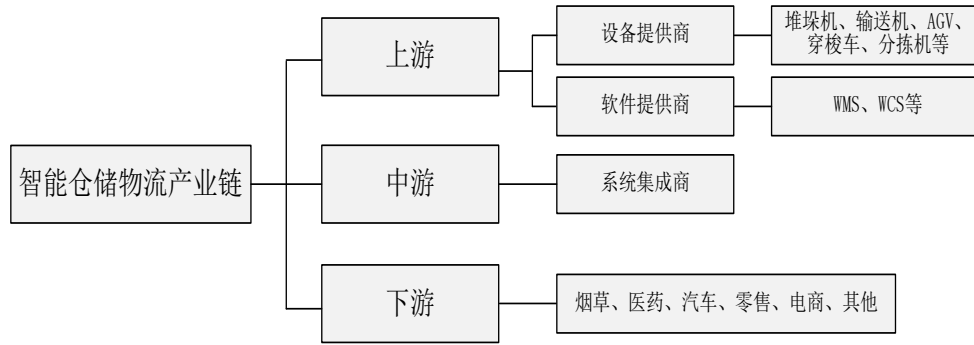 智能仓储物流产业链
上游
设备提供商
堆垛机、输送机、AGV、
穿梭车、分拣机等
软件提供商
WMS、WCS等
中游
系统集成商
下游
烟草、医药、汽车、零售、电商、其他